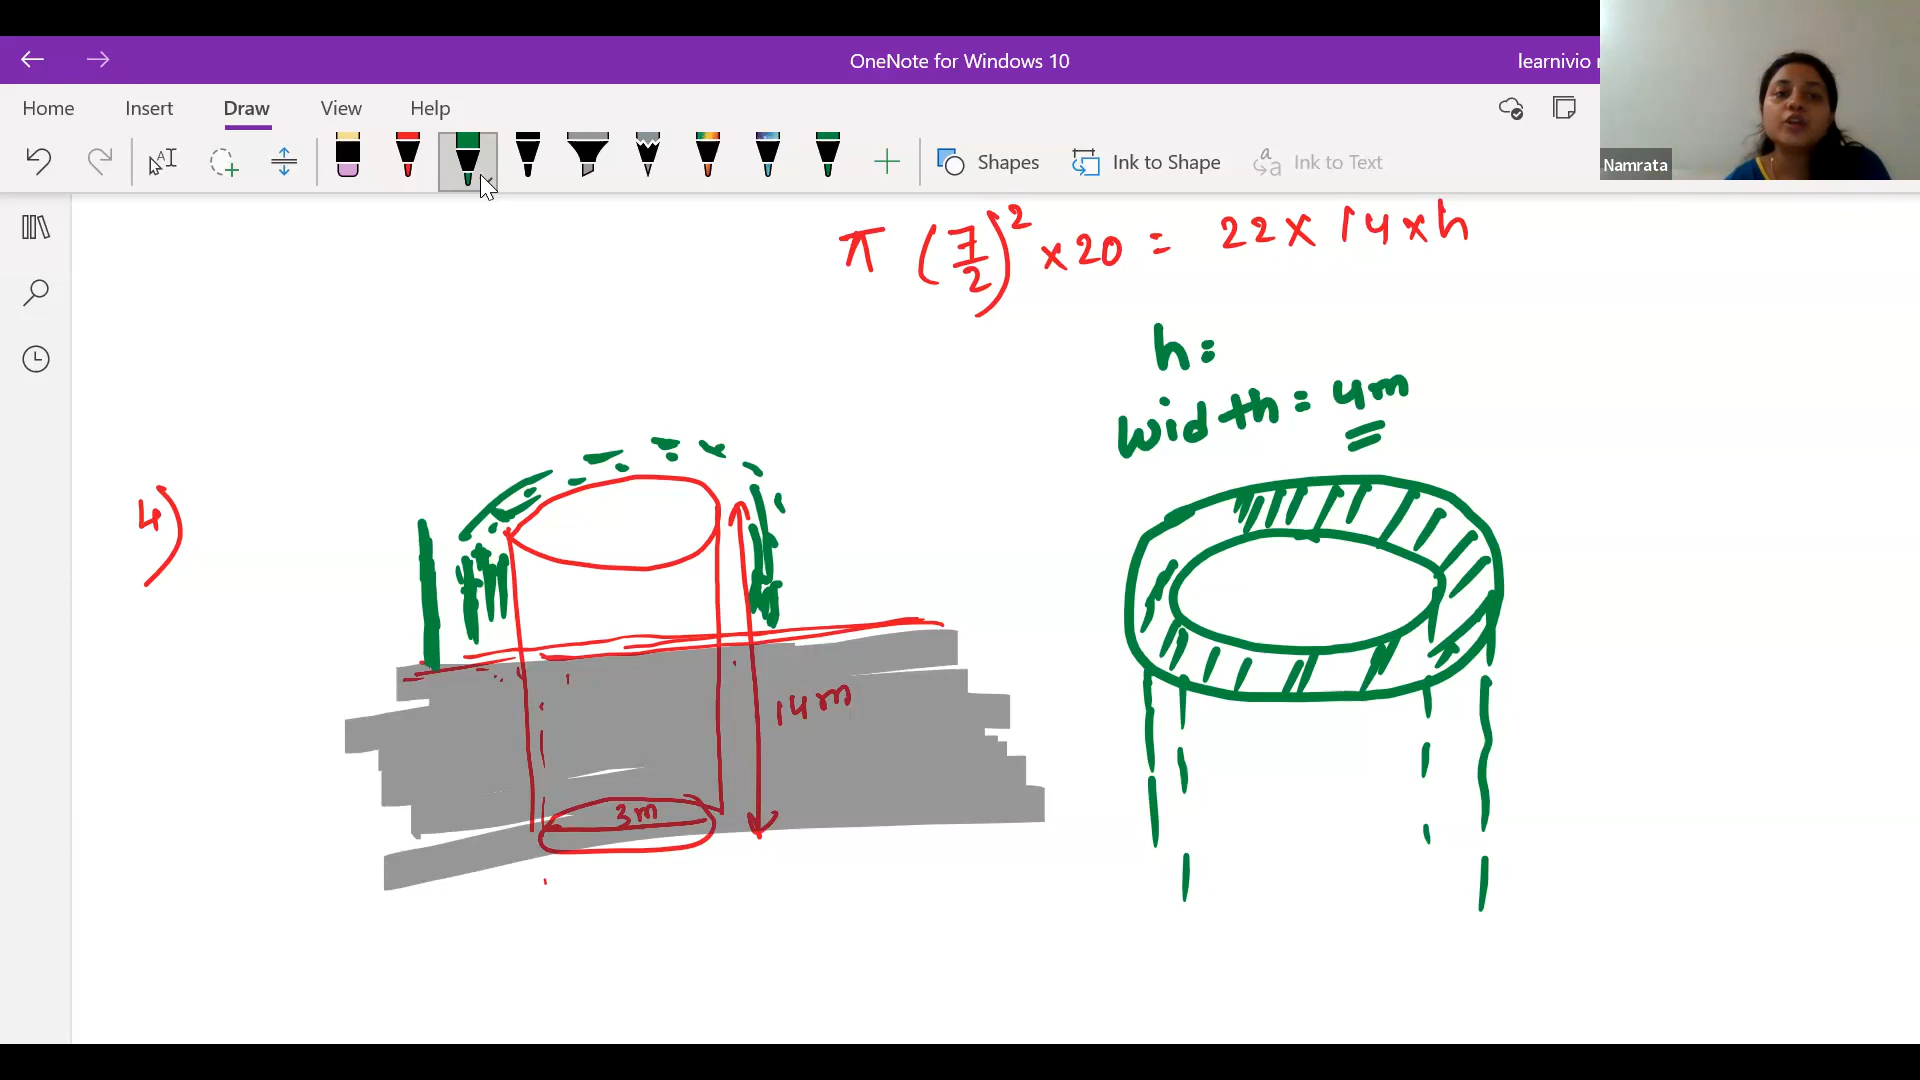 OneNote for Windows 10
learnivio
Home Insert Draw View Help
Shapes Ink to Shape Ink to Text
Namrata
π (7/2)² × 20 = 22 × 14 × h
h =
width = 4m
4)
14m
3m